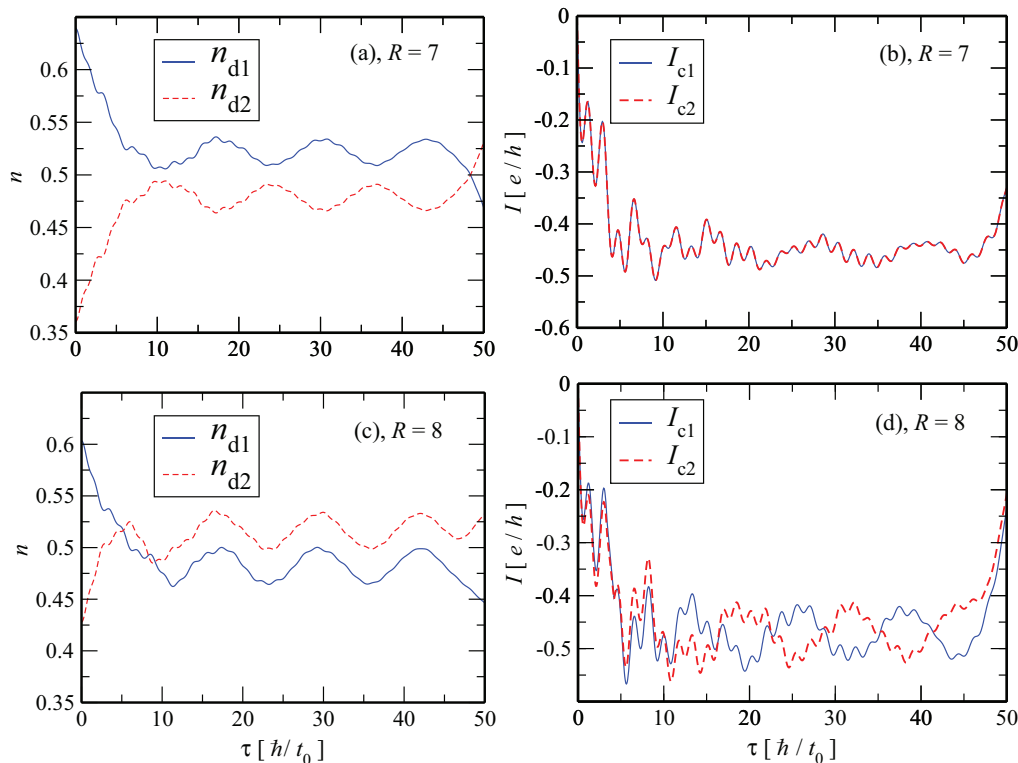 0.6
0.55
0.5
0.45
0.4
0.35
n
n_d1
n_d2
(a), R = 7
0 10 20 30 40 50
0
-0.1
-0.2
-0.3
-0.4
-0.5
-0.6
I [ e / h ]
I_c1
I_c2
(b), R = 7
0 10 20 30 40 50
0.6
0.55
0.5
0.45
0.4
0.35
n
n_d1
n_d2
(c), R = 8
0 10 20 30 40 50
τ [ ħ / t_0 ]
0
-0.1
-0.2
-0.3
-0.4
-0.5
I [ e / h ]
I_c1
I_c2
(d), R = 8
0 10 20 30 40 50
τ [ ħ / t_0 ]